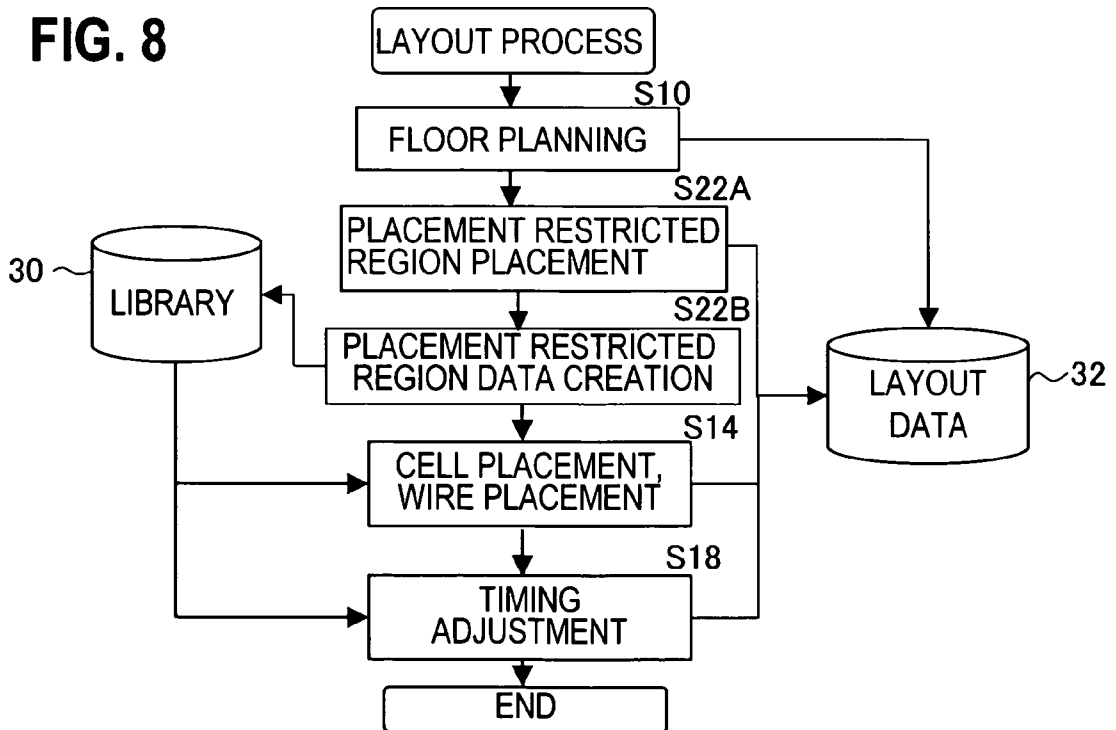 FIG. 8
LAYOUT PROCESS
S10
FLOOR PLANNING
S22A
PLACEMENT RESTRICTED
REGION PLACEMENT
30
LIBRARY
S22B
PLACEMENT RESTRICTED
REGION DATA CREATION
LAYOUT
DATA
32
S14
CELL PLACEMENT,
WIRE PLACEMENT
S18
TIMING
ADJUSTMENT
END